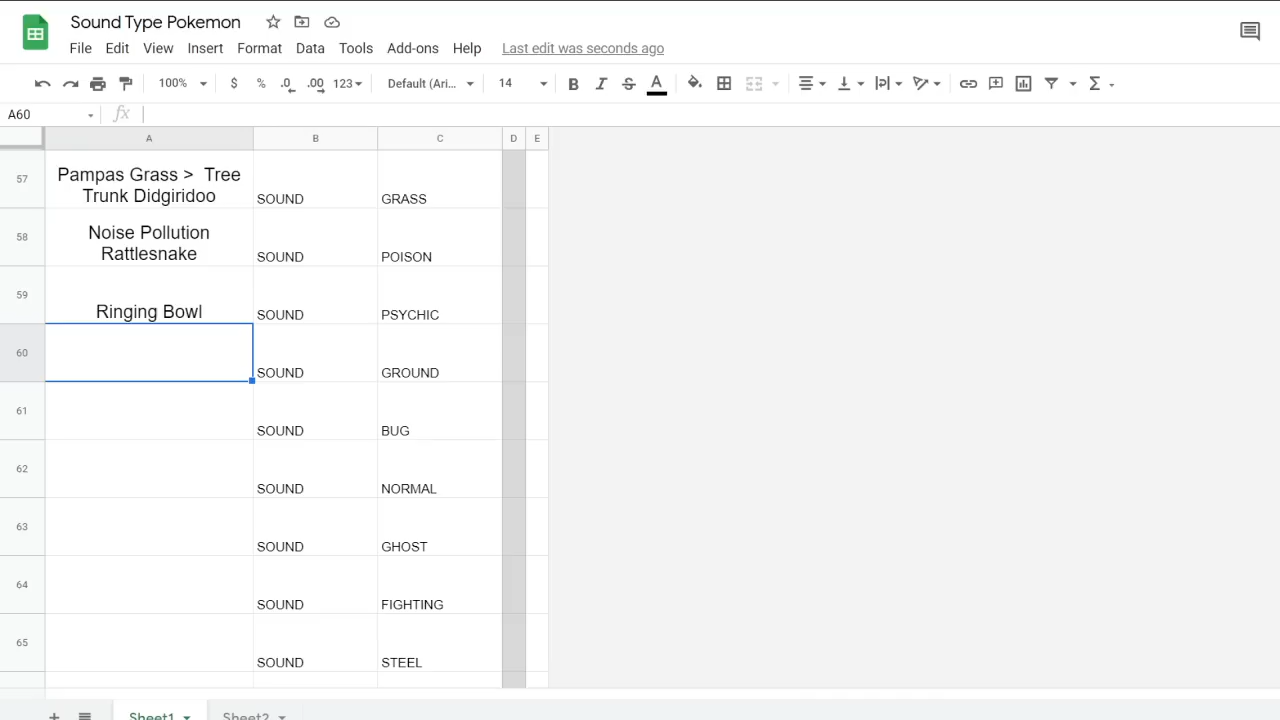 Sound Type Pokemon
File Edit View Insert Format Data Tools Add-ons Help Last edit was seconds ago
100% $ % .0 .00 123 Default (Ari... 14 B I S A Σ
A60 fx
A B C D E
57 Pampas Grass > Tree
Trunk Didgiridoo SOUND GRASS
58 Noise Pollution
Rattlesnake SOUND POISON
59 Ringing Bowl SOUND PSYCHIC
60 SOUND GROUND
61 SOUND BUG
62 SOUND NORMAL
63 SOUND GHOST
64 SOUND FIGHTING
65 SOUND STEEL
+ Sheet1 Sheet2